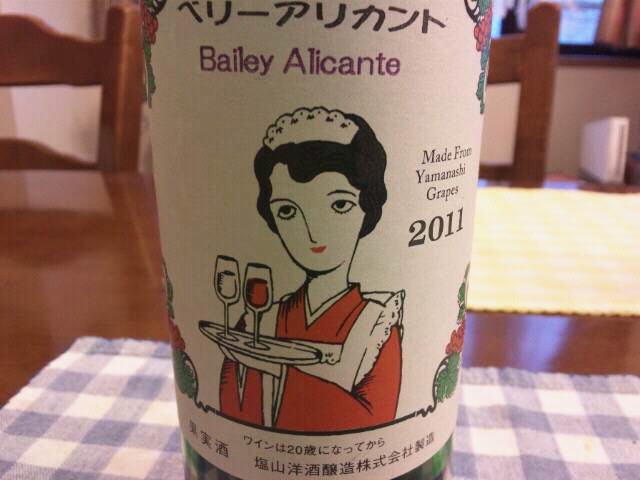 ベリーアリカント
Bailey Alicante
Made From
Yamanashi
Grapes
2011
果実酒
ワインは20歳になってから
塩山洋酒醸造株式会社製造